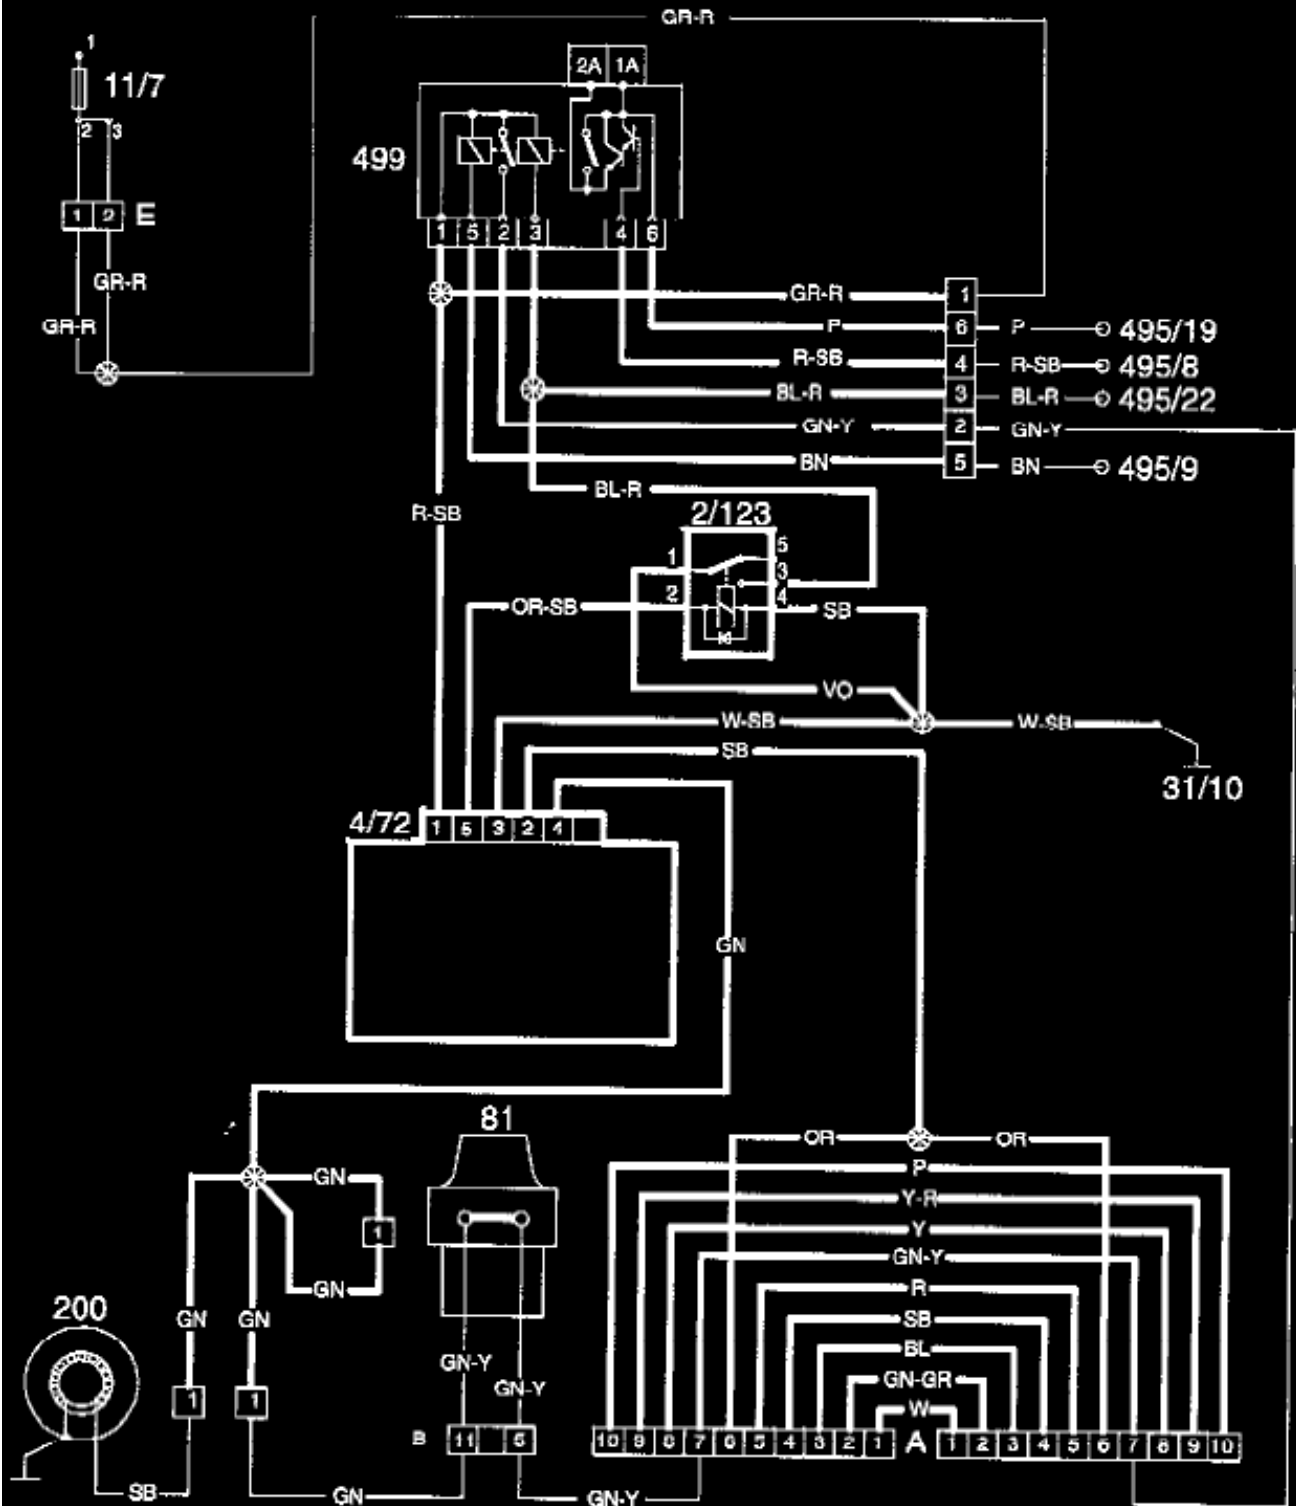 GR-R
1
11/7
2A 1A
2 3
499
1 2 E
1 5 2 3 4 6
GR-R
GR-R 1
GR-R
P 6 P 495/19
R-SB 4 R-SB 495/8
BL-R 3 BL-R 495/22
GN-Y 2 GN-Y
BN 5 BN 495/9
BL-R
R-SB
2/123
1 5
3
2 4
OR-SB SB
VO
W-SB W-SB
SB
31/10
4/72 1 5 3 2 4
GN
81
OR OR
P
GN
Y-R
1 Y
GN-Y
GN R
200
GN GN SB
BL
GN-Y
GN-Y GN-GR
1 1 W
B 11 5 10 9 8 7 6 5 4 3 2 1 A 1 2 3 4 5 6 7 8 9 10
SB GN GN-Y